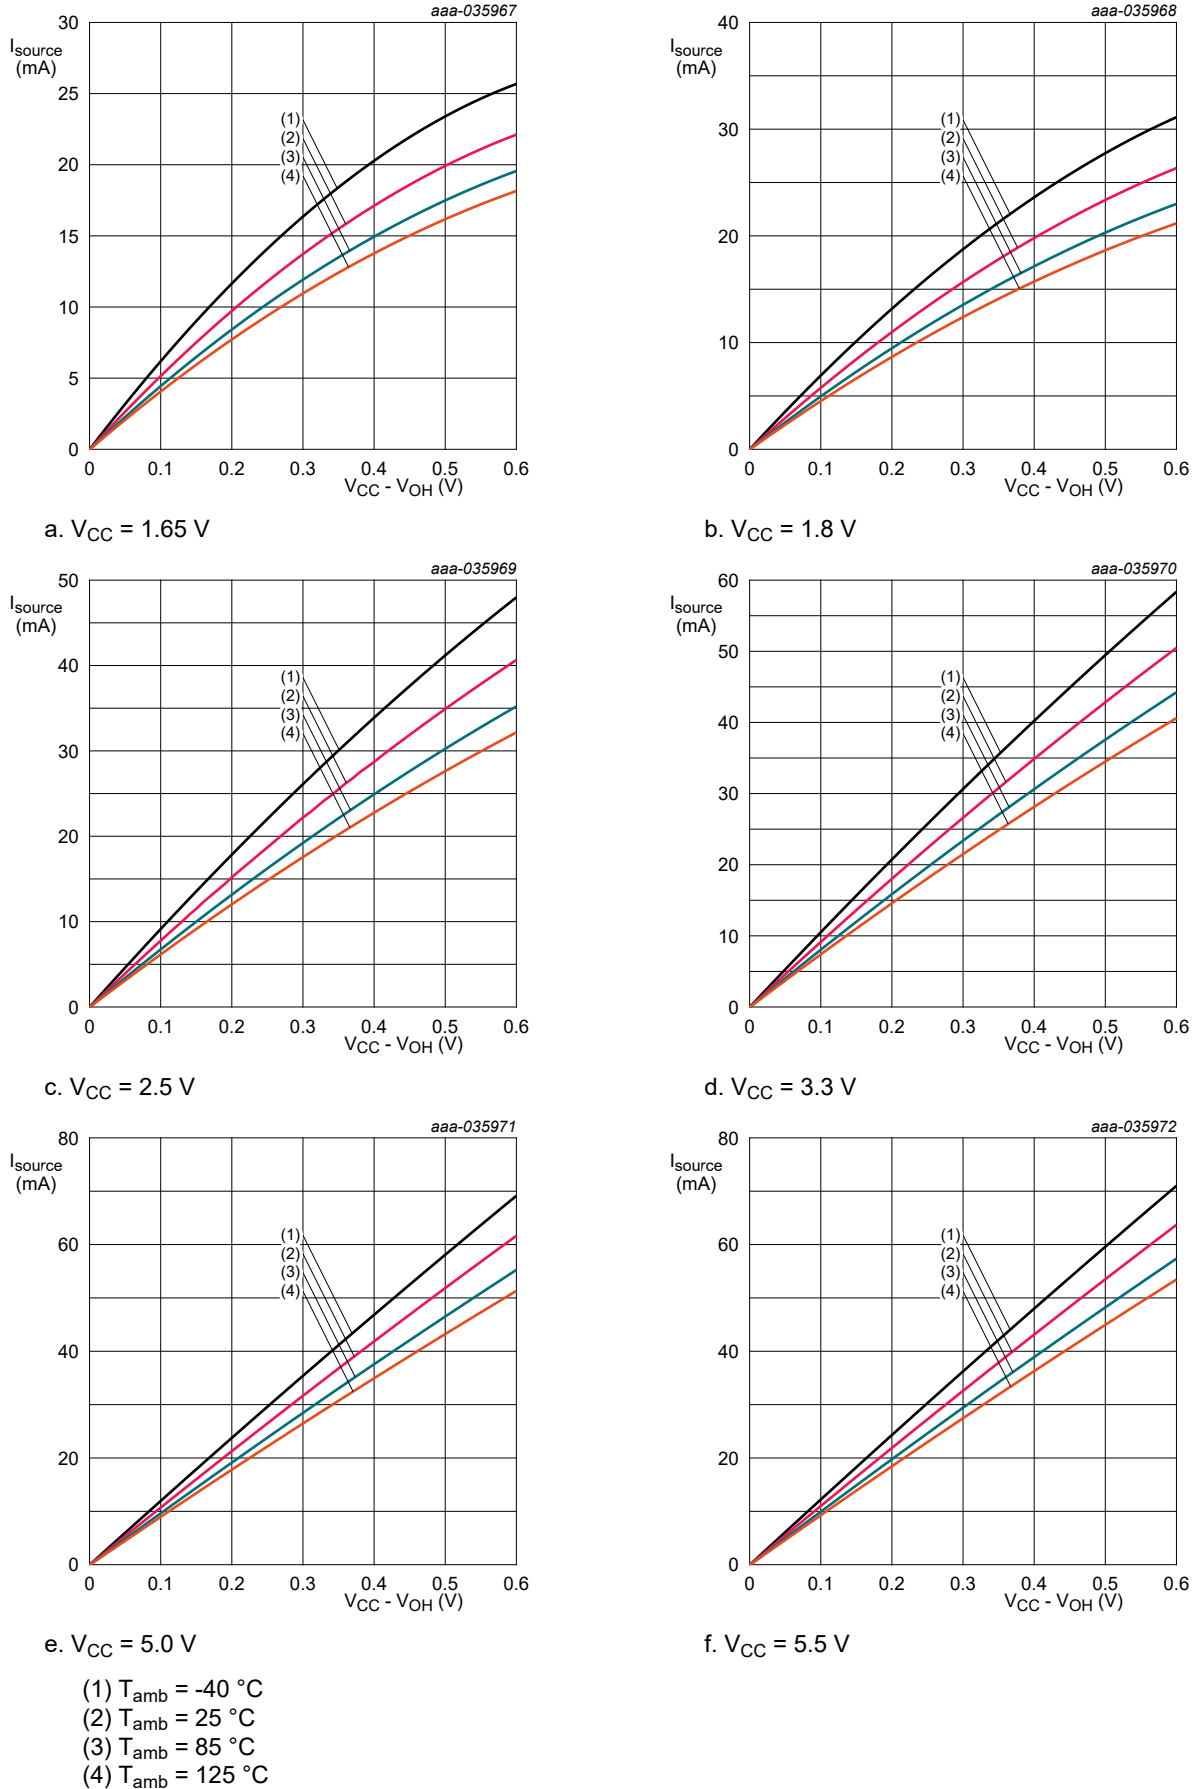 aaa-035967
30
I_source
(mA)
25
(1)
(2)
20
(3)
(4)
15
10
5
0
0 0.1 0.2 0.3 0.4 0.5 0.6
V_CC - V_OH (V)
a. V_CC = 1.65 V
aaa-035968
40
I_source
(mA)
30
(1)
(2)
(3)
(4)
20
10
0
0 0.1 0.2 0.3 0.4 0.5 0.6
V_CC - V_OH (V)
b. V_CC = 1.8 V
aaa-035969
50
I_source
(mA)
40
(1)
(2)
(3)
(4)
30
20
10
0
0 0.1 0.2 0.3 0.4 0.5 0.6
V_CC - V_OH (V)
c. V_CC = 2.5 V
aaa-035970
60
I_source
(mA)
50
(1)
(2)
(3)
40
(4)
30
20
10
0
0 0.1 0.2 0.3 0.4 0.5 0.6
V_CC - V_OH (V)
d. V_CC = 3.3 V
aaa-035971
80
I_source
(mA)
60
(1)
(2)
(3)
(4)
40
20
0
0 0.1 0.2 0.3 0.4 0.5 0.6
V_CC - V_OH (V)
e. V_CC = 5.0 V
aaa-035972
80
I_source
(mA)
60
(1)
(2)
(3)
(4)
40
20
0
0 0.1 0.2 0.3 0.4 0.5 0.6
V_CC - V_OH (V)
f. V_CC = 5.5 V
(1) T_amb = -40 °C
(2) T_amb = 25 °C
(3) T_amb = 85 °C
(4) T_amb = 125 °C